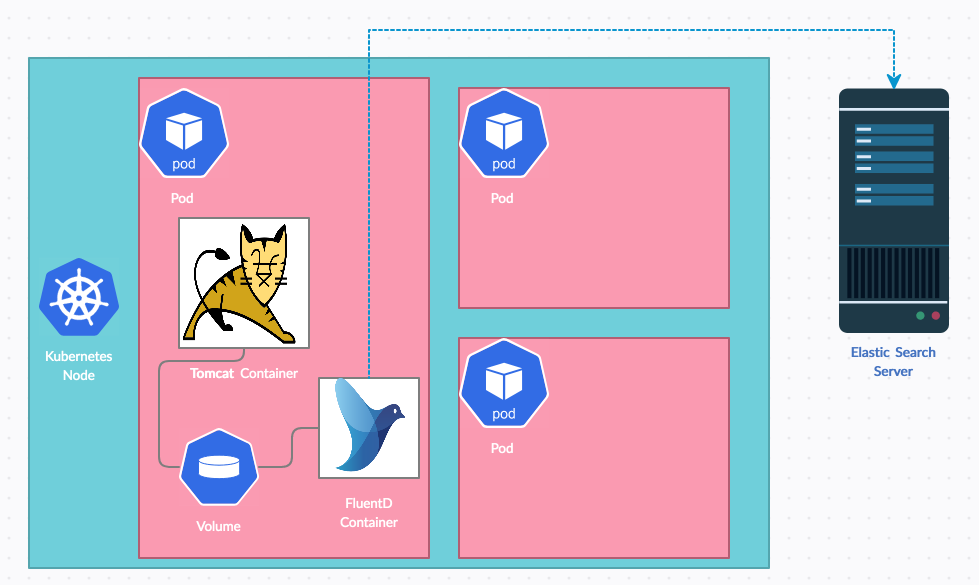 pod
Pod
Tomcat Container
Volume
FluentD
Container
Kubernetes
Node
pod
Pod
pod
Pod
Elastic Search
Server